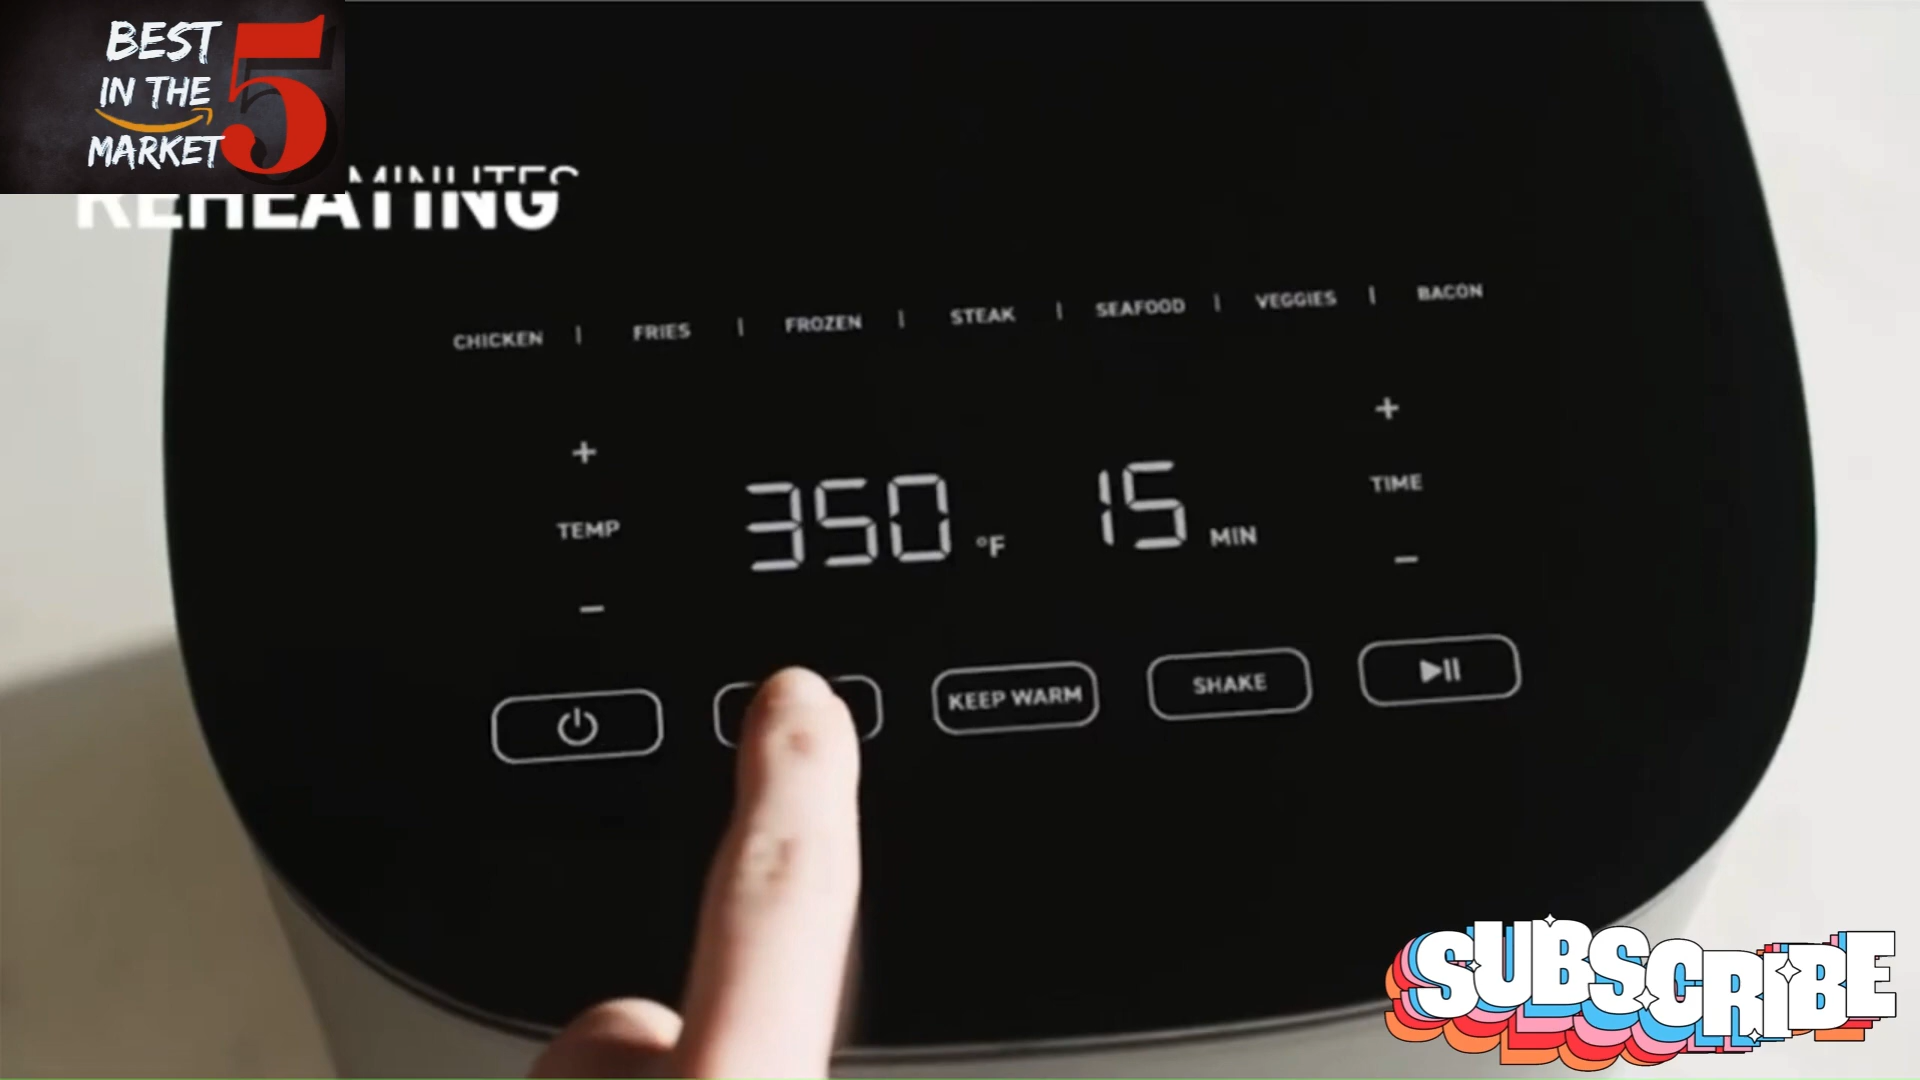 BEST
IN THE
MARKET
5
REHEATING
CHICKEN | FRIES | FROZEN | STEAK | SEAFOOD | VEGGIES | BACON
+ +
TEMP 350 °F 15 MIN TIME
- -
KEEP WARM SHAKE
SUBSCRIBE